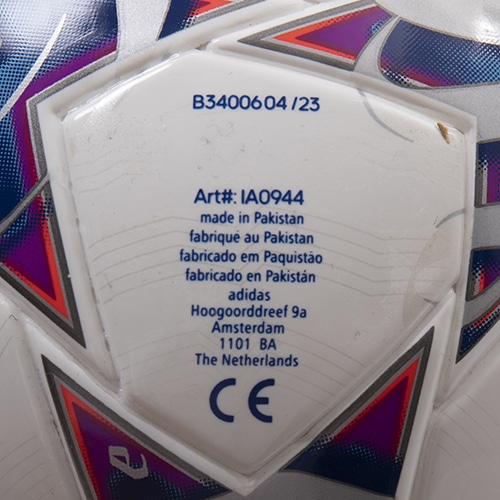 B3400604/23
Art#: IA0944
made in Pakistan
fabriqué au Pakistan
fabricado em Paquistão
fabricado en Pakistán
adidas
Hoogoorddreef 9a
Amsterdam
1101 BA
The Netherlands
CE